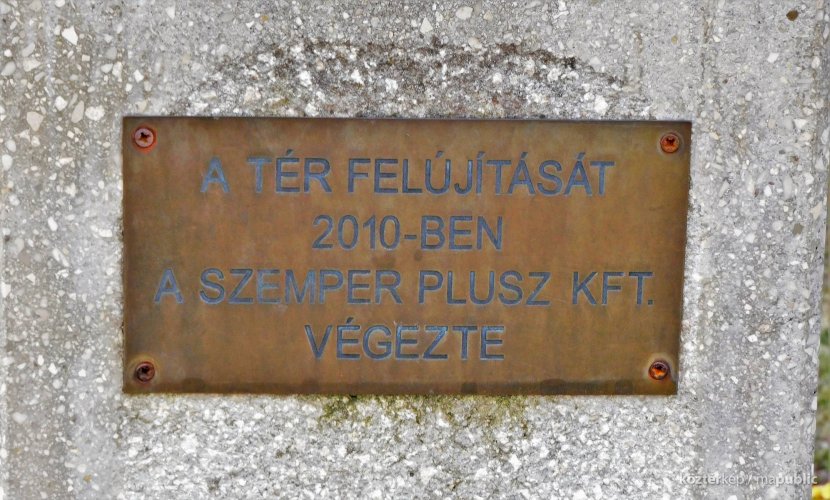 A TÉR FELÚJÍTÁSÁT
2010-BEN
A SZEMPER PLUSZ KFT.
VÉGEZTE
köztérkép / mapublic